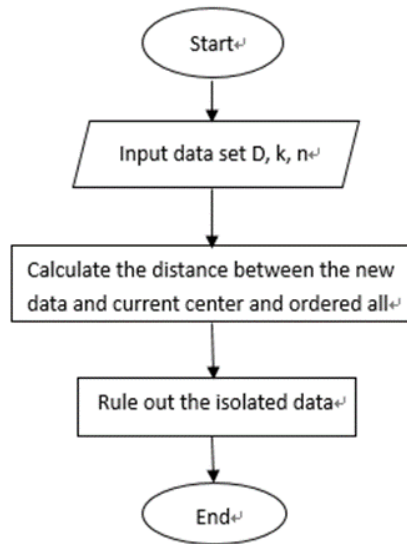 Start↵
Input data set D, k, n↵
Calculate the distance between the new
data and current center and ordered all↵
Rule out the isolated data↵
End↵